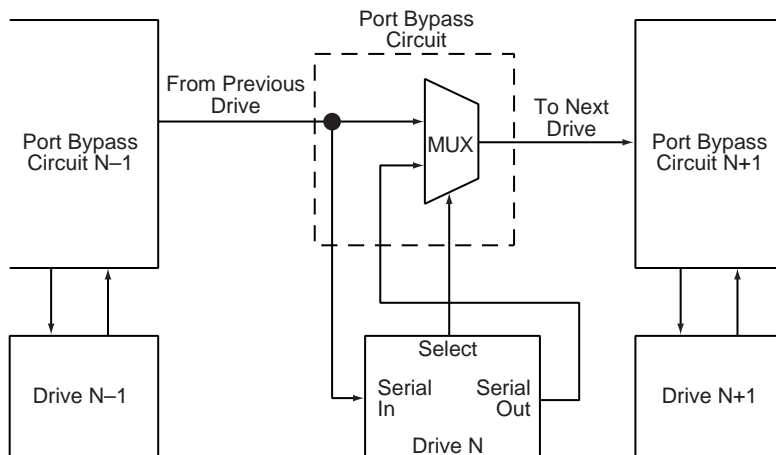 Port Bypass
Circuit
From Previous
Drive
To Next
Drive
Port Bypass
Circuit N–1
MUX
Port Bypass
Circuit N+1
Select
Drive N–1
Serial
In
Serial
Out
Drive N+1
Drive N